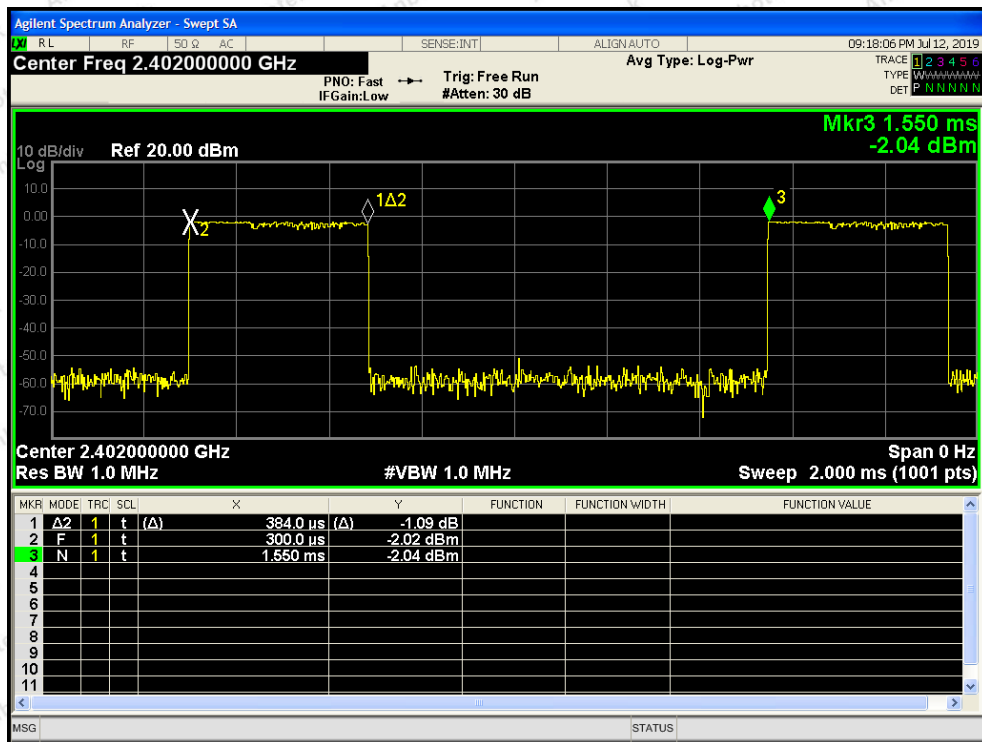 Agilent Spectrum Analyzer - Swept SA
LXI RL RF 50 Ω AC SENSE:INT ALIGNAUTO 09:18:06 PM Jul 12, 2019
Center Freq 2.402000000 GHz Avg Type: Log-Pwr TRACE 1 2 3 4 5 6
PNO: Fast Trig: Free Run TYPE WWWWWW
IFGain:Low #Atten: 30 dB DET P N N N N N
Mkr3 1.550 ms
10 dB/div Ref 20.00 dBm -2.04 dBm
Log
10.0
1Δ2
3
0.00
2
-10.0
-20.0
-30.0
-40.0
-50.0
-60.0
-70.0
Center 2.402000000 GHz Span 0 Hz
Res BW 1.0 MHz #VBW 1.0 MHz Sweep 2.000 ms (1001 pts)
MKR MODE TRC SCL X Y FUNCTION FUNCTION WIDTH FUNCTION VALUE
1 Δ2 1 t (Δ) 384.0 µs (Δ) -1.09 dB
2 F 1 t 300.0 µs -2.02 dBm
3 N 1 t 1.550 ms -2.04 dBm
4
5
6
7
8
9
10
11
MSG STATUS